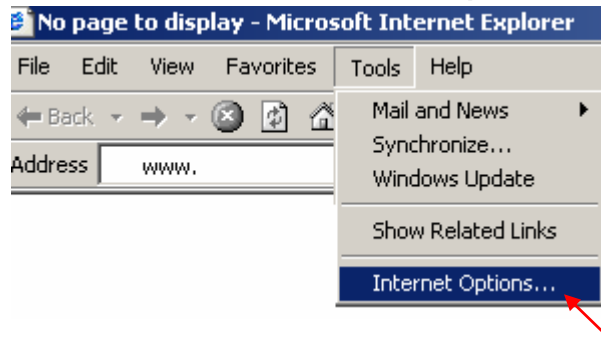 No page to display - Microsoft Internet Explorer
File Edit View Favorites Tools Help
Back
Address www.
Mail and News
Synchronize...
Windows Update
Show Related Links
Internet Options...